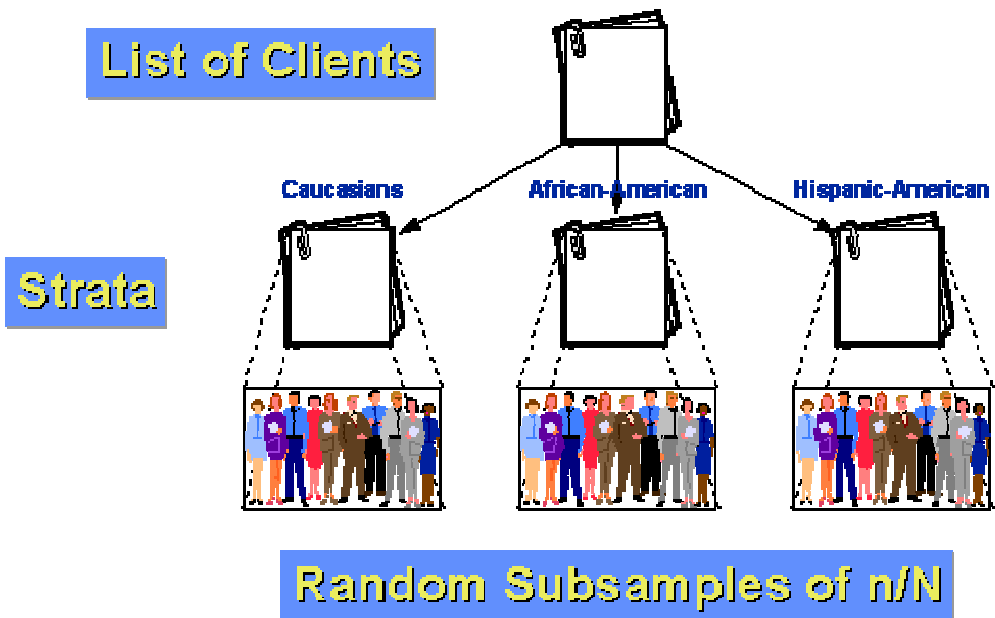 List of Clients
Caucasians
African-American
Hispanic-American
Strata
Random Subsamples of n/N